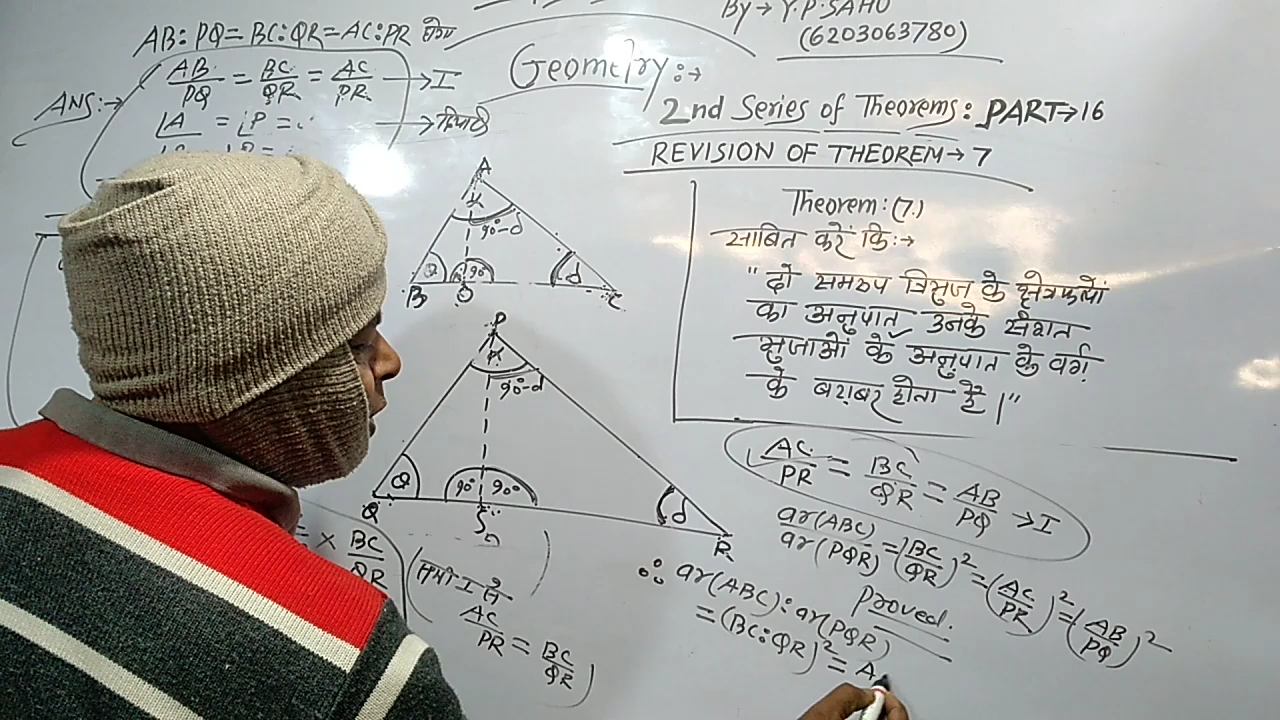 By → Y.P. SAHU
(6203063780)
Geometry :→
2nd Series of Theorems: PART→16
REVISION OF THEOREM→7
AB:PQ = BC:QR = AC:PR
ANS:→
AB/PQ = BC/QR = AC/PR → I
∠A = ∠P =
Theorem:(7.)
साबित करें कि:→
"दो समरूप त्रिभुज के क्षेत्रफलों
का अनुपात उनके संगत
भुजाओं के अनुपात के वर्ग
के बराबर होता है।"
A
90°-α
θ
90°
α
B
D
C
P
90°-α
θ
90° 90°
α
Q
S
R
× BC/QR
AC/PR = BC/QR
AC/PR = BC/QR = AB/PQ → I
ar(ABC)/ar(PQR) = (BC/QR)² = (AC/PR)² = (AB/PQ)²
Proved.
∴ ar(ABC):ar(PQR)
= (BC:QR)² = A